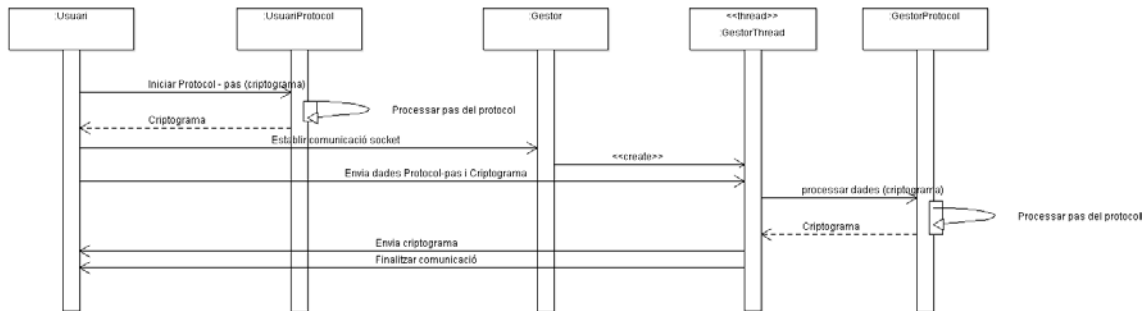 :Usuari
:UsuariProtocol
:Gestor
<<thread>>
:GestorThread
:GestorProtocol
Iniciar Protocol - pas (criptograma)
Processar pas del protocol
Criptograma
Establir comunicació socket
<<create>>
Envia dades Protocol-pas i Criptograma
processar dades (criptograma)
Processar pas del protocol
Criptograma
Envia criptograma
Finalitzar comunicació